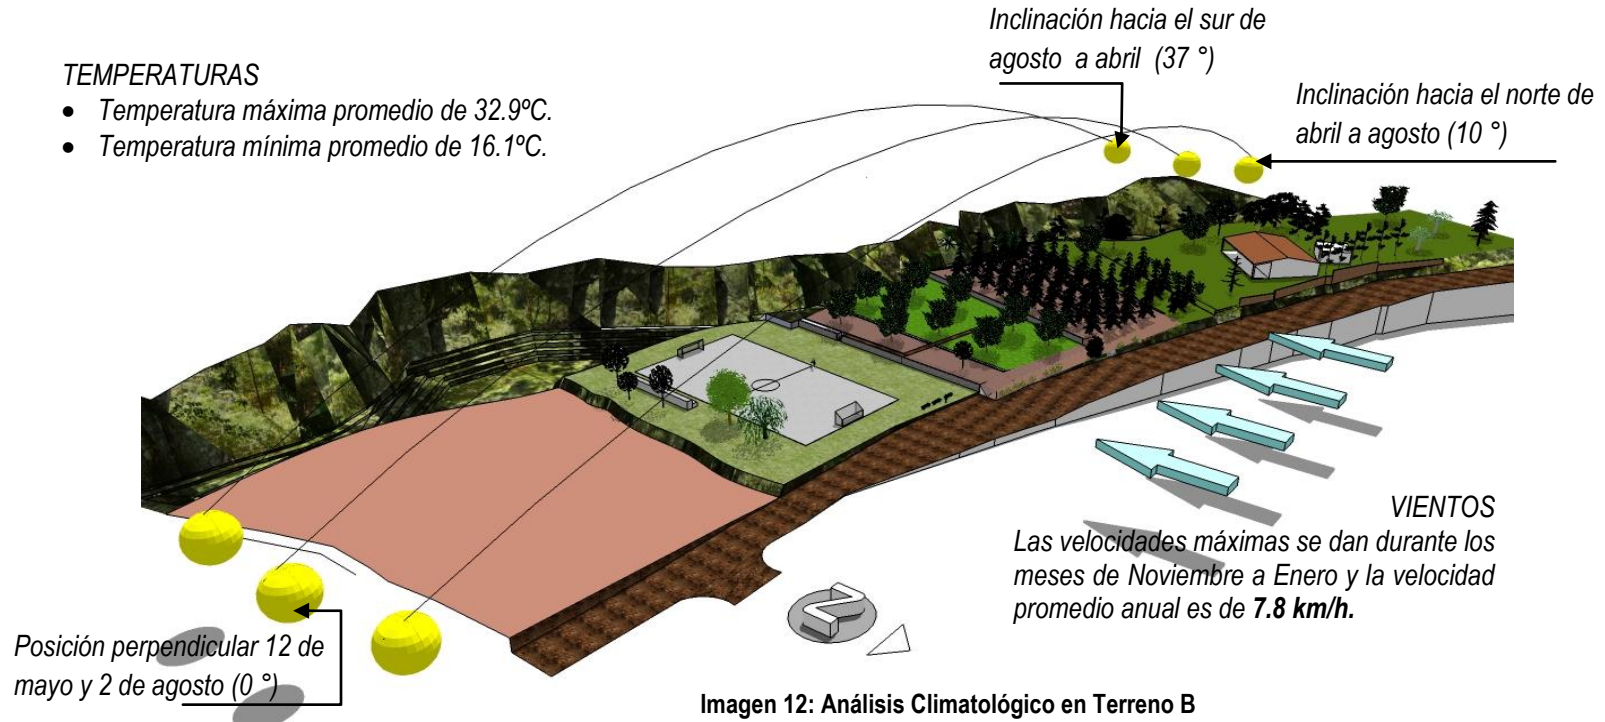 Inclinación hacia el sur de
agosto a abril (37 °)
TEMPERATURAS
• Temperatura máxima promedio de 32.9ºC.
• Temperatura mínima promedio de 16.1ºC.
Inclinación hacia el norte de
abril a agosto (10 °)
VIENTOS
Las velocidades máximas se dan durante los
meses de Noviembre a Enero y la velocidad
promedio anual es de 7.8 km/h.
N
Posición perpendicular 12 de
mayo y 2 de agosto (0 °)
Imagen 12: Análisis Climatológico en Terreno B